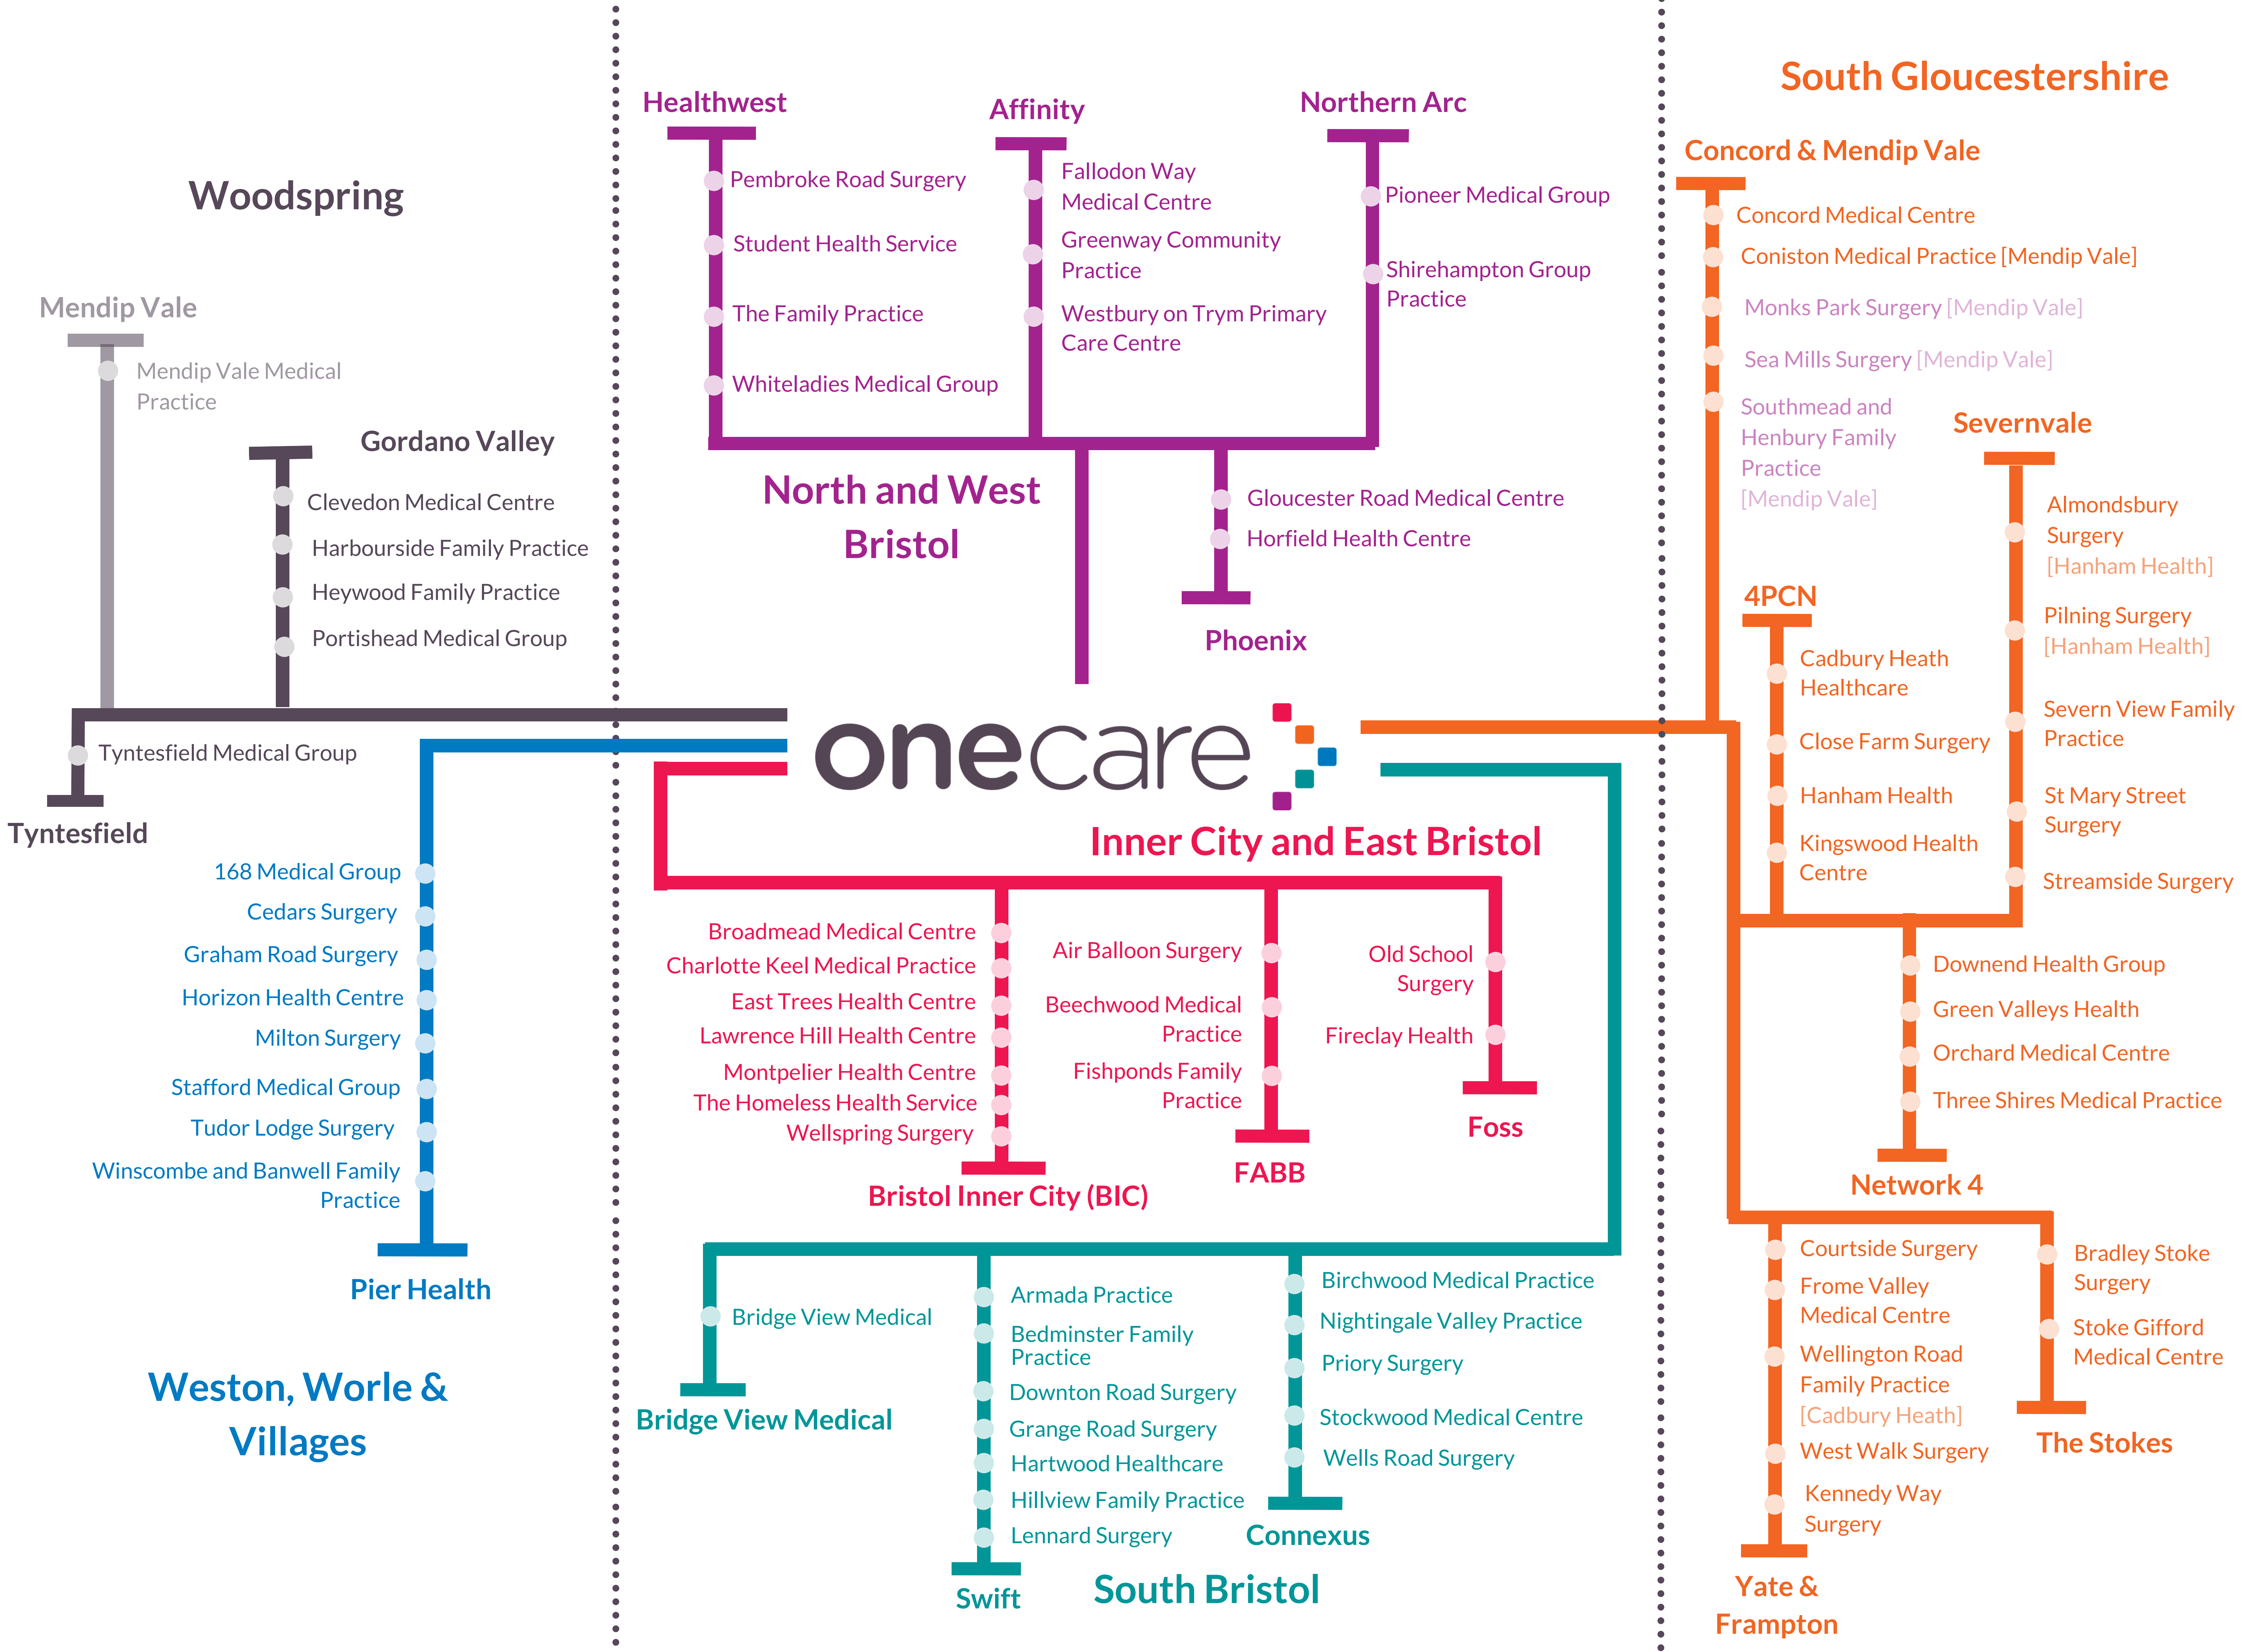 Woodspring
Mendip Vale
Mendip Vale Medical
Practice
Gordano Valley
Clevedon Medical Centre
Harbourside Family Practice
Heywood Family Practice
Portishead Medical Group
Tyntesfield Medical Group
Tyntesfield
168 Medical Group
Cedars Surgery
Graham Road Surgery
Horizon Health Centre
Milton Surgery
Stafford Medical Group
Tudor Lodge Surgery
Winscombe and Banwell Family
Practice
Pier Health
Weston, Worle &
Villages
Healthwest
Pembroke Road Surgery
Student Health Service
The Family Practice
Whiteladies Medical Group
Affinity
Fallodon Way
Medical Centre
Greenway Community
Practice
Westbury on Trym Primary
Care Centre
Northern Arc
Pioneer Medical Group
Shirehampton Group
Practice
North and West
Bristol
Gloucester Road Medical Centre
Horfield Health Centre
Phoenix
onecare
Inner City and East Bristol
Broadmead Medical Centre
Charlotte Keel Medical Practice
East Trees Health Centre
Lawrence Hill Health Centre
Montpelier Health Centre
The Homeless Health Service
Wellspring Surgery
Bristol Inner City (BIC)
Air Balloon Surgery
Beechwood Medical
Practice
Fishponds Family
Practice
FABB
Old School
Surgery
Fireclay Health
Foss
Bridge View Medical
Bridge View Medical
Armada Practice
Bedminster Family
Practice
Downton Road Surgery
Grange Road Surgery
Hartwood Healthcare
Hillview Family Practice
Lennard Surgery
Swift
Birchwood Medical Practice
Nightingale Valley Practice
Priory Surgery
Stockwood Medical Centre
Wells Road Surgery
Connexus
South Bristol
South Gloucestershire
Concord & Mendip Vale
Concord Medical Centre
Coniston Medical Practice [Mendip Vale]
Monks Park Surgery [Mendip Vale]
Sea Mills Surgery [Mendip Vale]
Southmead and
Henbury Family
Practice
[Mendip Vale]
Severnvale
Almondsbury
Surgery
[Hanham Health]
Pilning Surgery
[Hanham Health]
Severn View Family
Practice
St Mary Street
Surgery
Streamside Surgery
4PCN
Cadbury Heath
Healthcare
Close Farm Surgery
Hanham Health
Kingswood Health
Centre
Downend Health Group
Green Valleys Health
Orchard Medical Centre
Three Shires Medical Practice
Network 4
Courtside Surgery
Frome Valley
Medical Centre
Wellington Road
Family Practice
[Cadbury Heath]
West Walk Surgery
Kennedy Way
Surgery
Yate &
Frampton
Bradley Stoke
Surgery
Stoke Gifford
Medical Centre
The Stokes